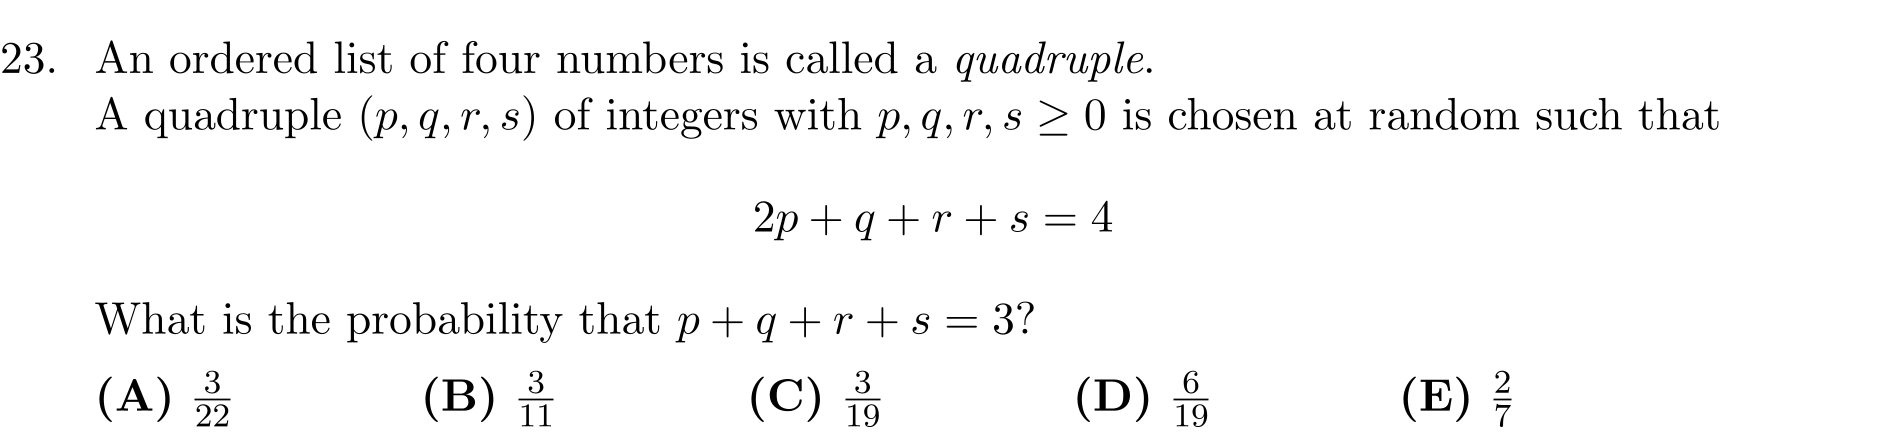 23. An ordered list of four numbers is called a quadruple.
A quadruple (p, q, r, s) of integers with p, q, r, s ≥ 0 is chosen at random such that
2p + q + r + s = 4
What is the probability that p + q + r + s = 3?
(A) 3/22 (B) 3/11 (C) 3/19 (D) 6/19 (E) 2/7